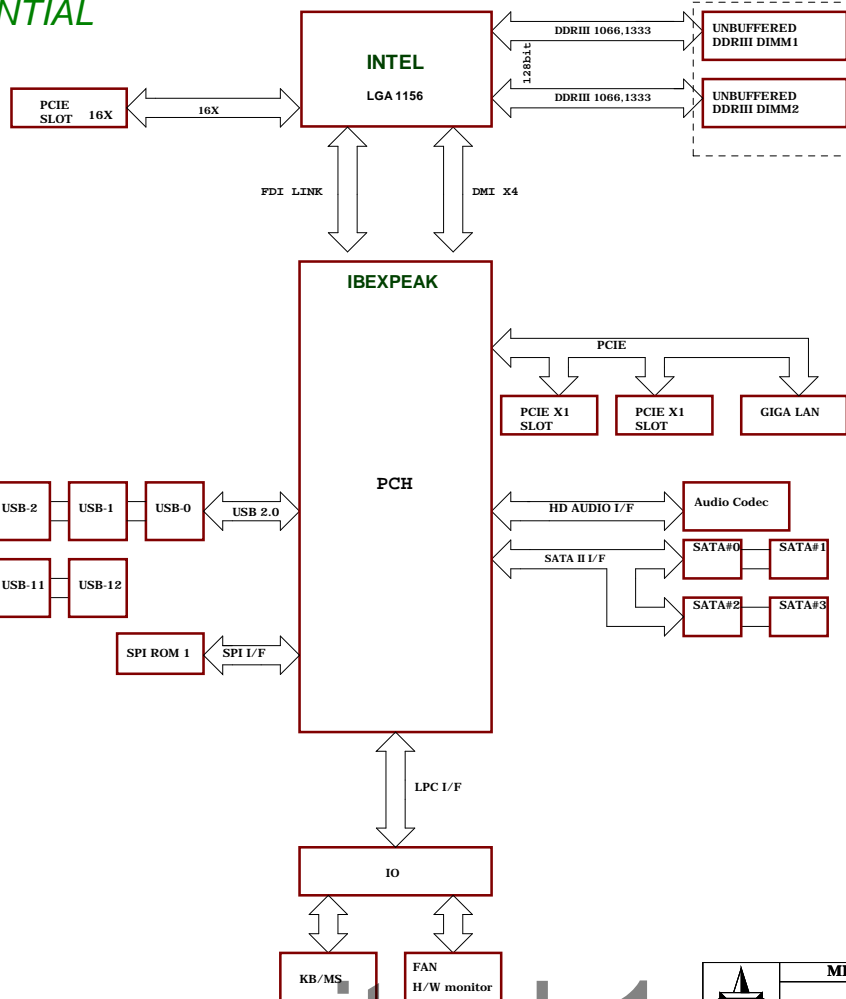 NTIAL
INTEL
LGA 1156
DDRIII 1066,1333
128bit
DDRIII 1066,1333
UNBUFFERED
DDRIII DIMM1
UNBUFFERED
DDRIII DIMM2
PCIE
SLOT 16X
16X
FDI LINK
DMI X4
IBEXPEAK
PCH
PCIE
PCIE X1
SLOT
PCIE X1
SLOT
GIGA LAN
USB-2
USB-1
USB-0
USB 2.0
HD AUDIO I/F
Audio Codec
SATA II I/F
SATA#0
SATA#1
USB-11
USB-12
SATA#2
SATA#3
SPI ROM 1
SPI I/F
LPC I/F
IO
KB/MS
FAN
H/W monitor